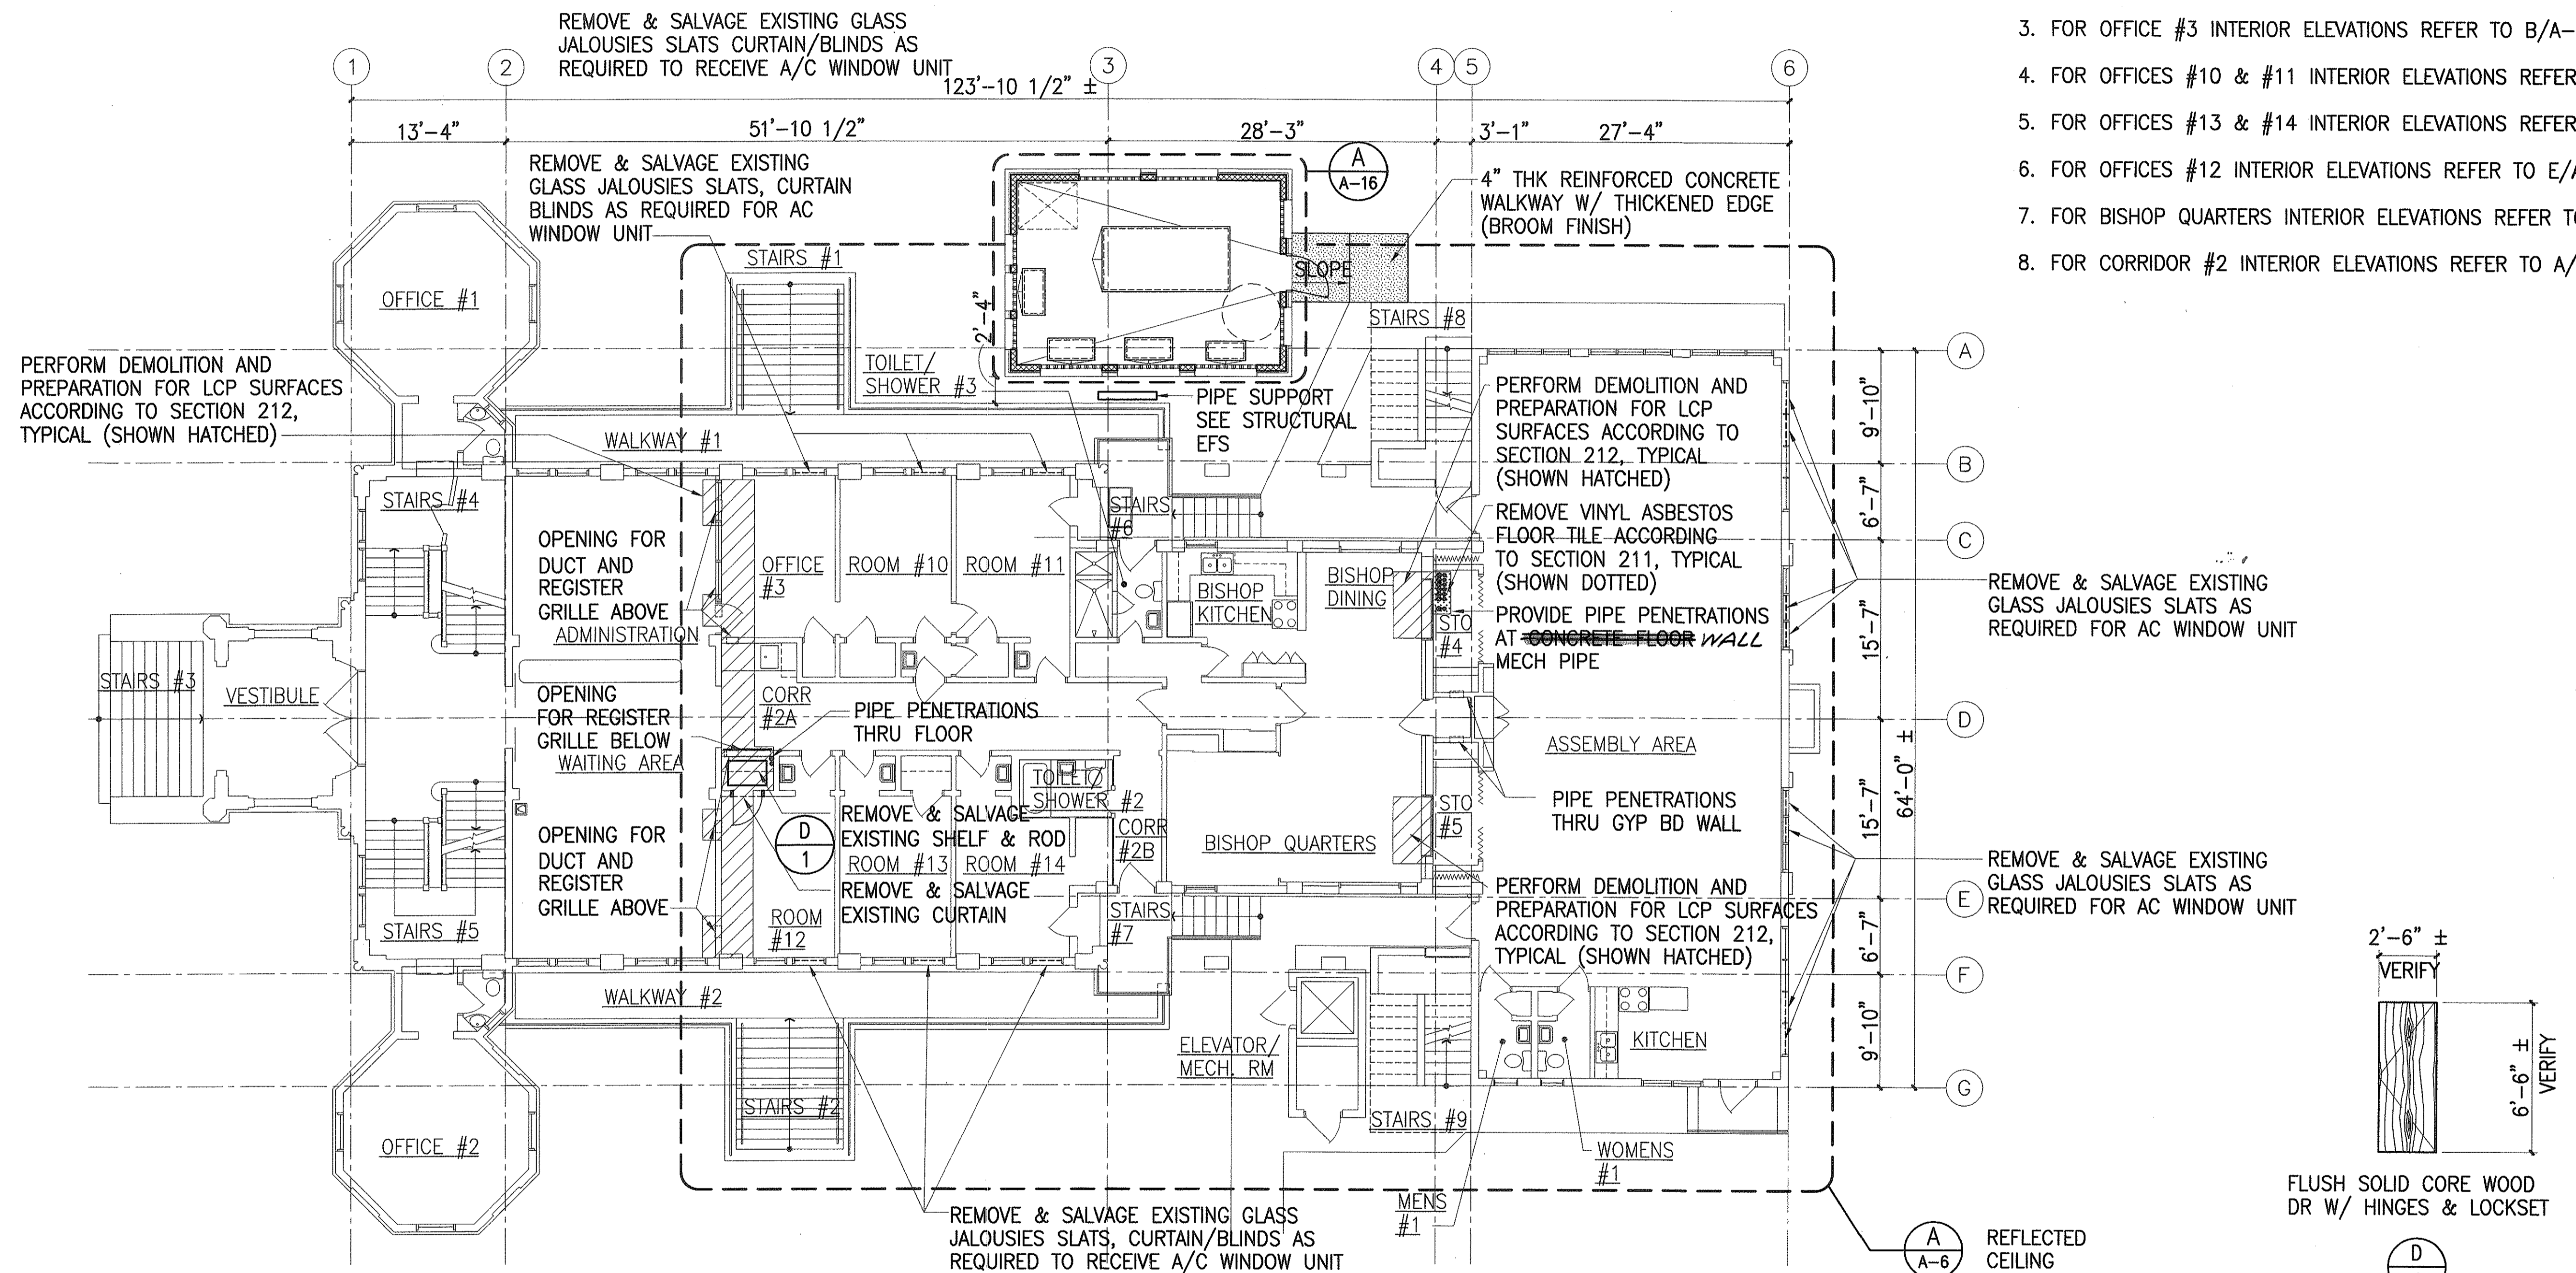 REMOVE & SALVAGE EXISTING GLASS
JALOUSIES SLATS CURTAIN/BLINDS AS
REQUIRED TO RECEIVE A/C WINDOW UNIT
1
2
3
4
5
6
123'-10 1/2" ±
13'-4"
51'-10 1/2"
28'-3"
3'-1"
27'-4"
3. FOR OFFICE #3 INTERIOR ELEVATIONS REFER TO B/A-
4. FOR OFFICES #10 & #11 INTERIOR ELEVATIONS REFER
5. FOR OFFICES #13 & #14 INTERIOR ELEVATIONS REFER
6. FOR OFFICES #12 INTERIOR ELEVATIONS REFER TO E/A
7. FOR BISHOP QUARTERS INTERIOR ELEVATIONS REFER TO
8. FOR CORRIDOR #2 INTERIOR ELEVATIONS REFER TO A/
REMOVE & SALVAGE EXISTING
GLASS JALOUSIES SLATS, CURTAIN
BLINDS AS REQUIRED FOR AC
WINDOW UNIT
A
A-16
4" THK REINFORCED CONCRETE
WALKWAY W/ THICKENED EDGE
(BROOM FINISH)
STAIRS #1
SLOPE
OFFICE #1
2'-4"
STAIRS #8
PERFORM DEMOLITION AND
PREPARATION FOR LCP SURFACES
ACCORDING TO SECTION 212,
TYPICAL (SHOWN HATCHED)
TOILET/
SHOWER #3
PIPE SUPPORT
SEE STRUCTURAL
EFS
PERFORM DEMOLITION AND
PREPARATION FOR LCP
SURFACES ACCORDING TO
SECTION 212, TYPICAL
(SHOWN HATCHED)
A
9'-10"
B
6'-7"
C
15'-7"
D
64'-0" ±
15'-7"
E
6'-7"
F
9'-10"
G
WALKWAY #1
STAIRS #4
STAIRS
#6
REMOVE VINYL ASBESTOS
FLOOR TILE ACCORDING
TO SECTION 211, TYPICAL
(SHOWN DOTTED)
OPENING FOR
DUCT AND
REGISTER
GRILLE ABOVE
ADMINISTRATION
OFFICE
#3
ROOM #10
ROOM #11
BISHOP
KITCHEN
BISHOP
DINING
STO
#4
PROVIDE PIPE PENETRATIONS
AT CONCRETE FLOOR WALL
MECH PIPE
REMOVE & SALVAGE EXISTING
GLASS JALOUSIES SLATS AS
REQUIRED FOR AC WINDOW UNIT
STAIRS #3
VESTIBULE
OPENING
FOR REGISTER
GRILLE BELOW
WAITING AREA
CORR
#2A
PIPE PENETRATIONS
THRU FLOOR
ASSEMBLY AREA
TOILET/
SHOWER #2
STO
#5
PIPE PENETRATIONS
THRU GYP BD WALL
OPENING FOR
DUCT AND
REGISTER
GRILLE ABOVE
D
1
REMOVE & SALVAGE
EXISTING SHELF & ROD
ROOM #13
ROOM #14
CORR
#2B
BISHOP QUARTERS
REMOVE & SALVAGE
EXISTING CURTAIN
REMOVE & SALVAGE EXISTING
GLASS JALOUSIES SLATS AS
REQUIRED FOR AC WINDOW UNIT
STAIRS #5
ROOM
#12
STAIRS
#7
PERFORM DEMOLITION AND
PREPARATION FOR LCP SURFACES
ACCORDING TO SECTION 212,
TYPICAL (SHOWN HATCHED)
WALKWAY #2
2'-6" ±
VERIFY
ELEVATOR/
MECH. RM
KITCHEN
6'-6" ±
VERIFY
STAIRS #2
STAIRS #9
OFFICE #2
WOMENS
#1
MENS
#1
FLUSH SOLID CORE WOOD
DR W/ HINGES & LOCKSET
REMOVE & SALVAGE EXISTING GLASS
JALOUSIES SLATS, CURTAIN/BLINDS AS
REQUIRED TO RECEIVE A/C WINDOW UNIT
A
A-6
REFLECTED
CEILING
D